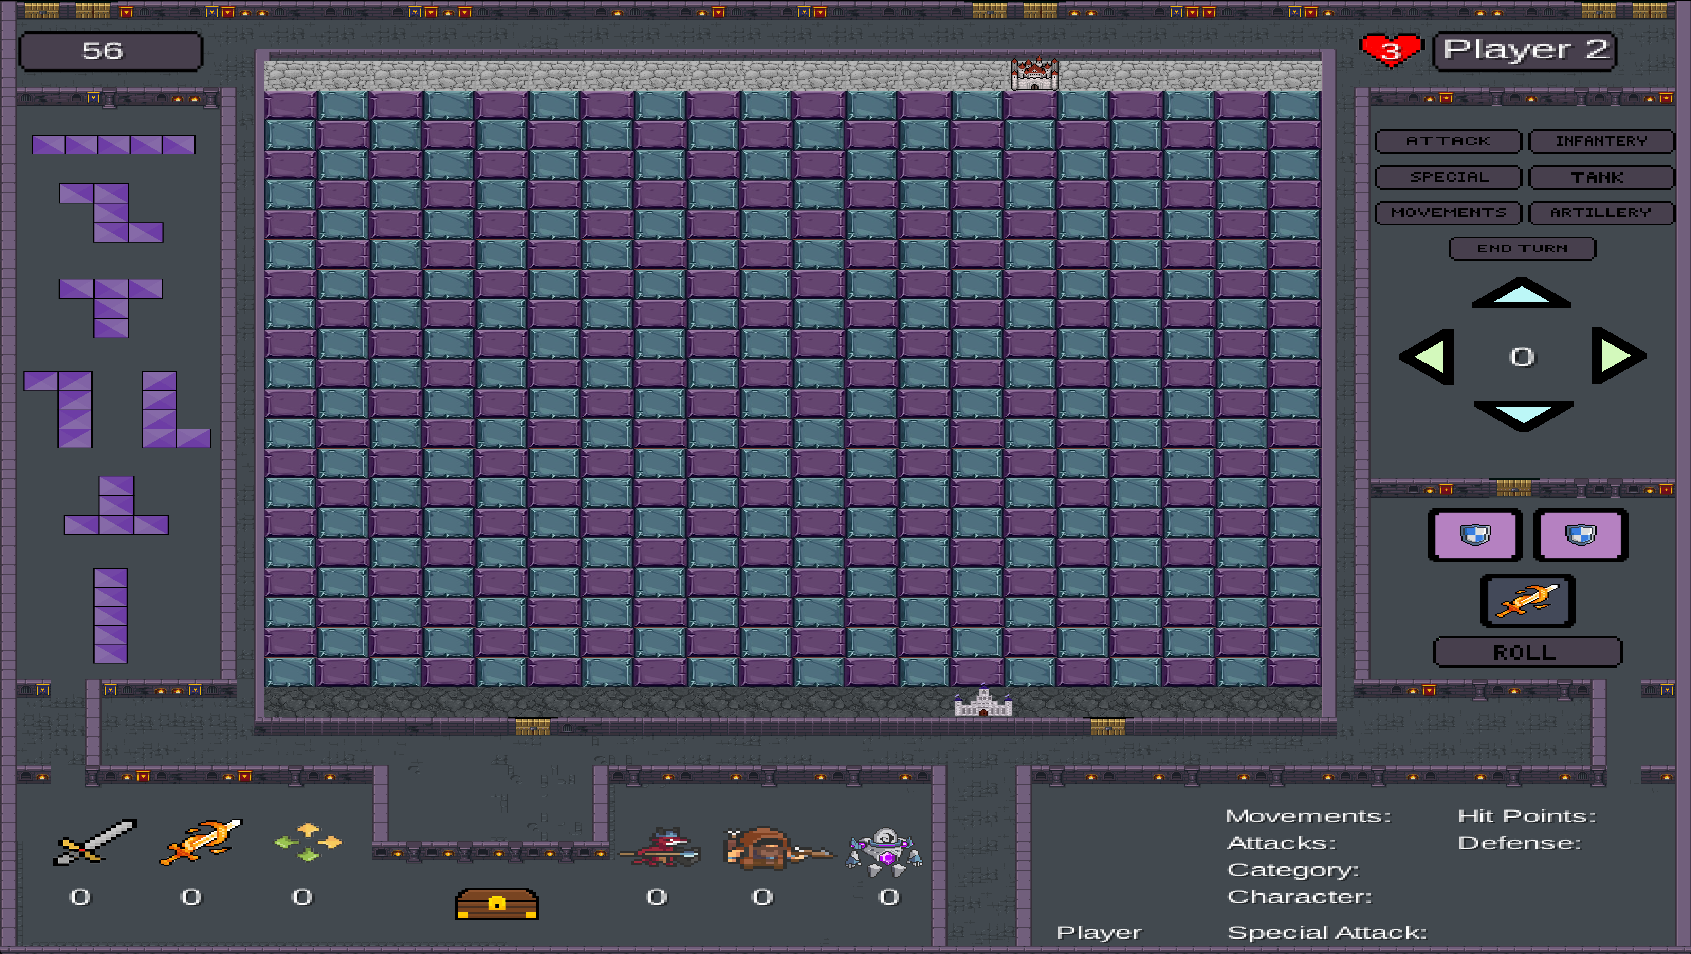 56
3 Player 2
ATTACK INFANTERY
SPECIAL TANK
MOVEMENTS ARTILLERY
END TURN
0
ROLL
Movements: Hit Points:
Attacks: Defense:
Category:
Character:
0 0 0 0 0 0
Player Special Attack: